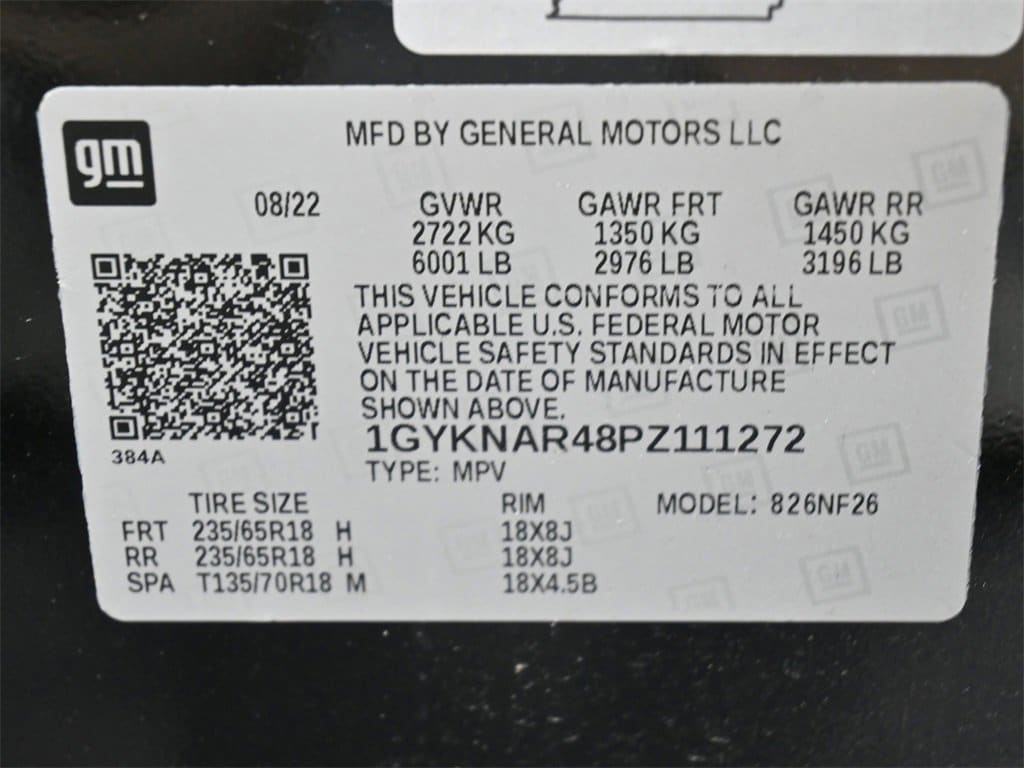 gm
MFD BY GENERAL MOTORS LLC
08/22 GVWR GAWR FRT GAWR RR
2722 KG 1350 KG 1450 KG
6001 LB 2976 LB 3196 LB
THIS VEHICLE CONFORMS TO ALL
APPLICABLE U.S. FEDERAL MOTOR
VEHICLE SAFETY STANDARDS IN EFFECT
ON THE DATE OF MANUFACTURE
SHOWN ABOVE.
1GYKNAR48PZ111272
384A
TYPE: MPV
TIRE SIZE RIM MODEL: 826NF26
FRT 235/65R18 H 18X8J
RR 235/65R18 H 18X8J
SPA T135/70R18 M 18X4.5B